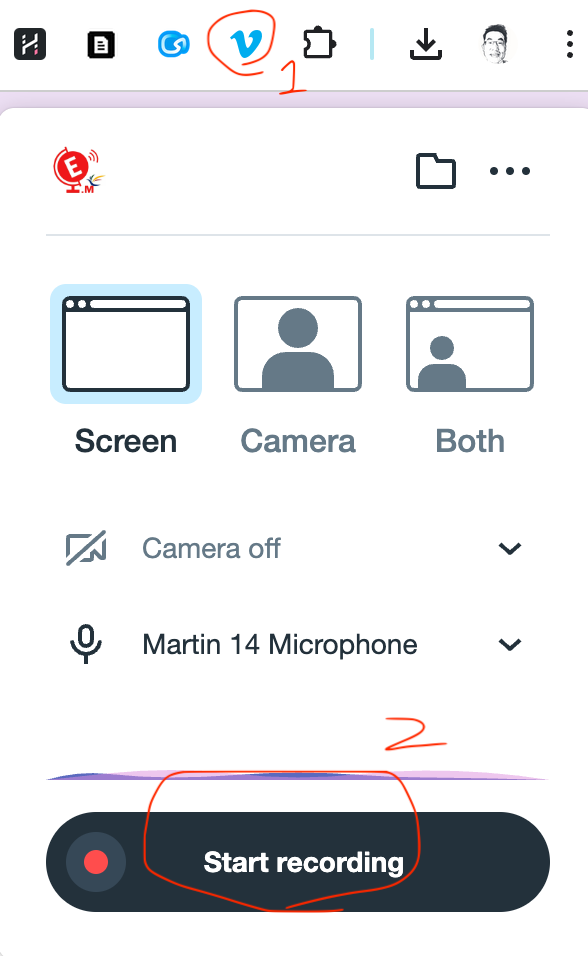 1
E
.M
Screen Camera Both
Camera off
Martin 14 Microphone
2
Start recording